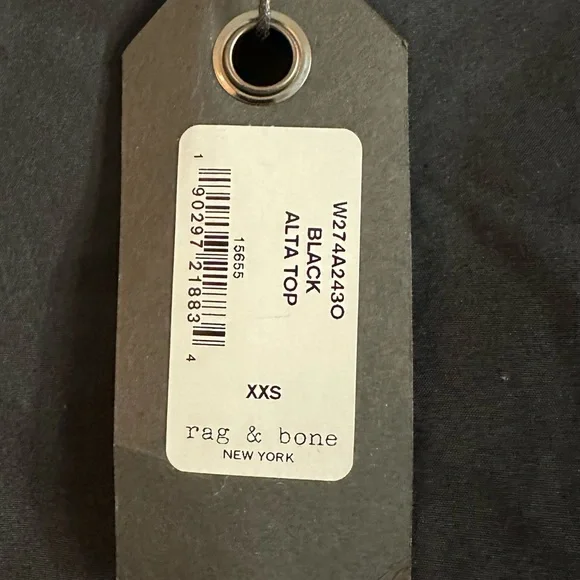 W274A243O
BLACK
ALTA TOP
15655
1 90297 21883 4
XXS
rag & bone
NEW YORK